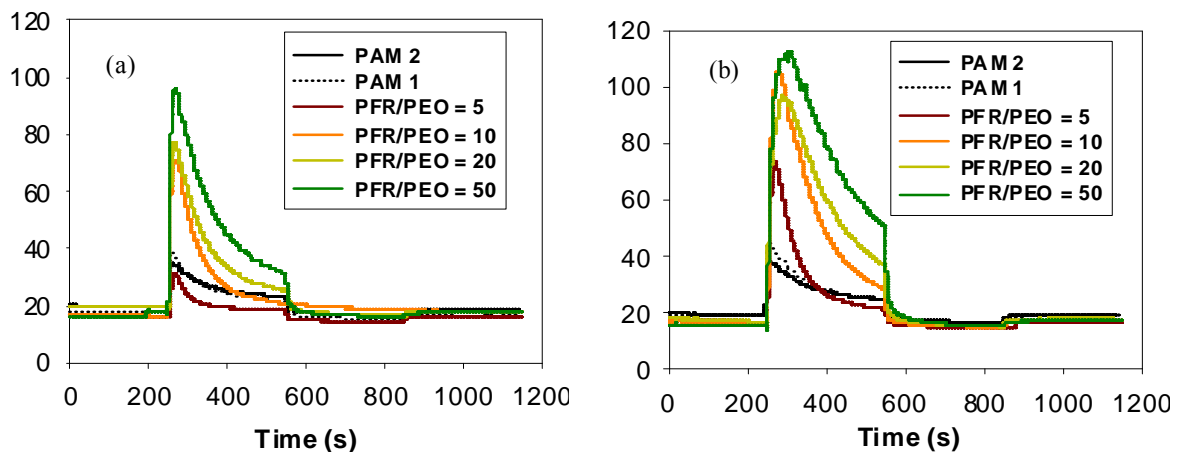 120
100
80
60
40
20
0
(a)
PAM 2
PAM 1
PFR/PEO = 5
PFR/PEO = 10
PFR/PEO = 20
PFR/PEO = 50
0 200 400 600 800 1000 1200
Time (s)
120
100
80
60
40
20
0
(b)
PAM 2
PAM 1
PFR/PEO = 5
PFR/PEO = 10
PFR/PEO = 20
PFR/PEO = 50
0 200 400 600 800 1000 1200
Time (s)